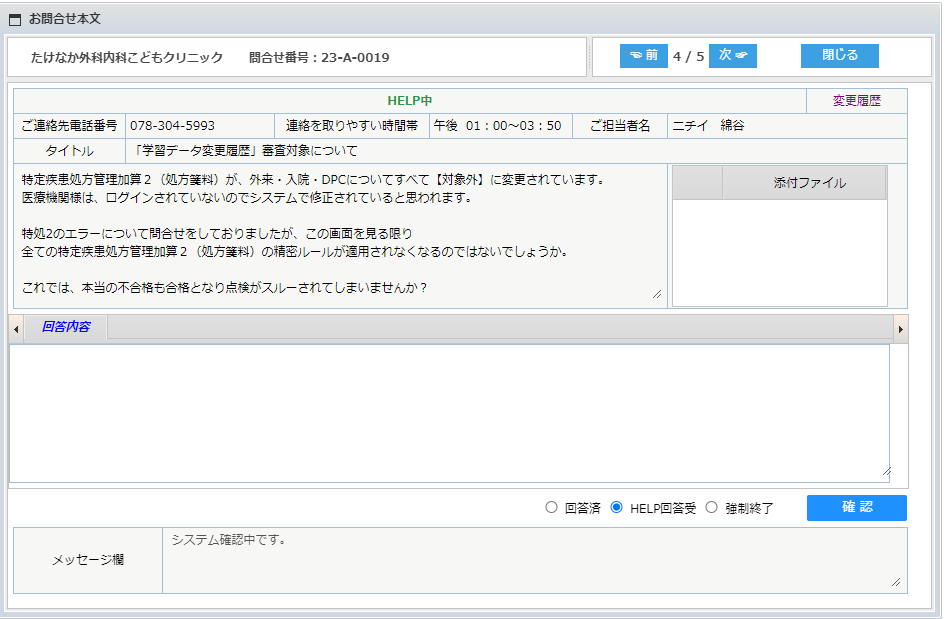 お問合せ本文
たけなか外科内科こどもクリニック 問合せ番号：23-A-0019
前 4 / 5 次 閉じる
HELP中 変更履歴
ご連絡先電話番号 078-304-5993 連絡を取りやすい時間帯 午後 01：00～03：50 ご担当者名 ニチイ 綿谷
タイトル 「学習データ変更履歴」審査対象について
特定疾患処方管理加算２（処方箋料）が、外来・入院・DPCについてすべて【対象外】に変更されています。
医療機関様は、ログインされていないのでシステムで修正されていると思われます。
特処2のエラーについて問合せをしておりましたが、この画面を見る限り
全ての特定疾患処方管理加算２（処方箋料）の精密ルールが適用されなくなるのではないでしょうか。
これでは、本当の不合格も合格となり点検がスルーされてしまいませんか？
添付ファイル
回答内容
回答済 HELP回答受 強制終了 確認
メッセージ欄 システム確認中です。